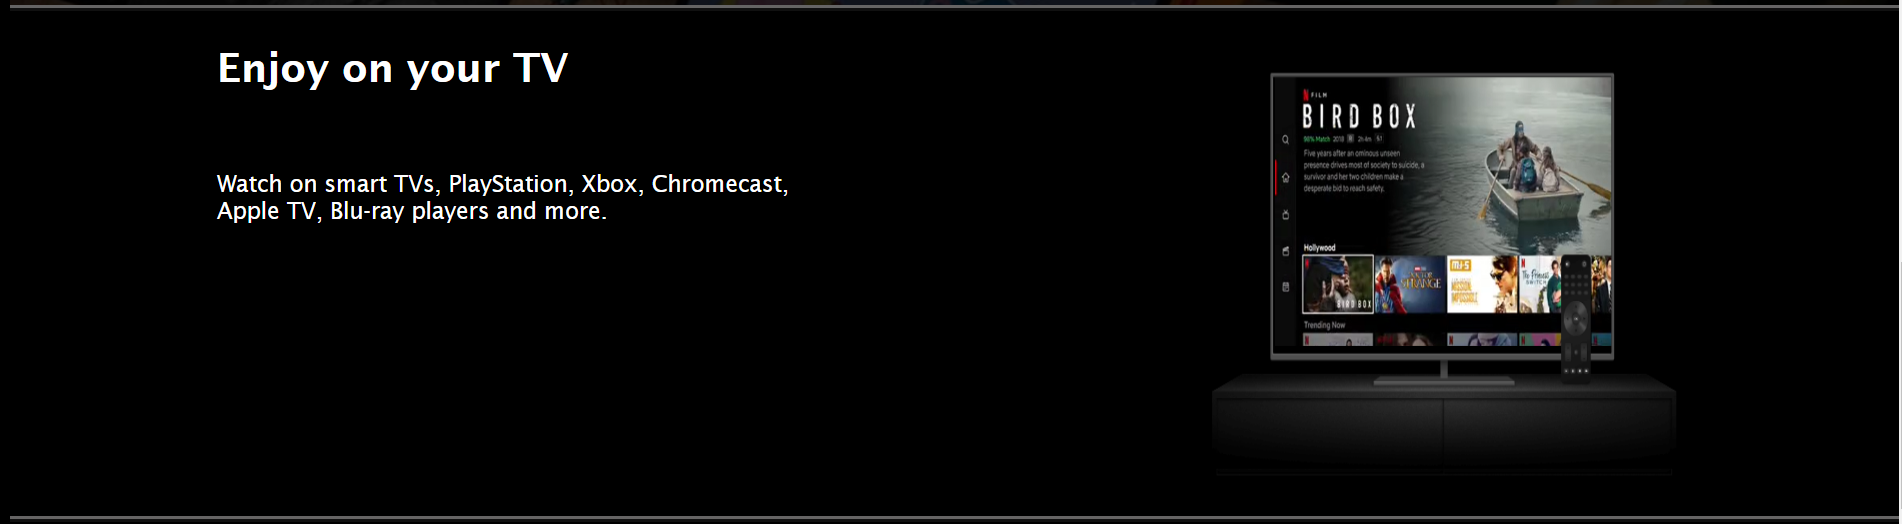 Enjoy on your TV
Watch on smart TVs, PlayStation, Xbox, Chromecast,
Apple TV, Blu-ray players and more.
N FILM
BIRD BOX
98% Match 2018 2h 4m
Five years after an ominous unseen
presence drives most of society to suicide, a
survivor and her two children make a
desperate bid to reach safety.
Hollywood
BIRD BOX
DOCTOR STRANGE
M:I-5
MISSION
IMPOSSIBLE
The Princess
SWITCH
Trending Now